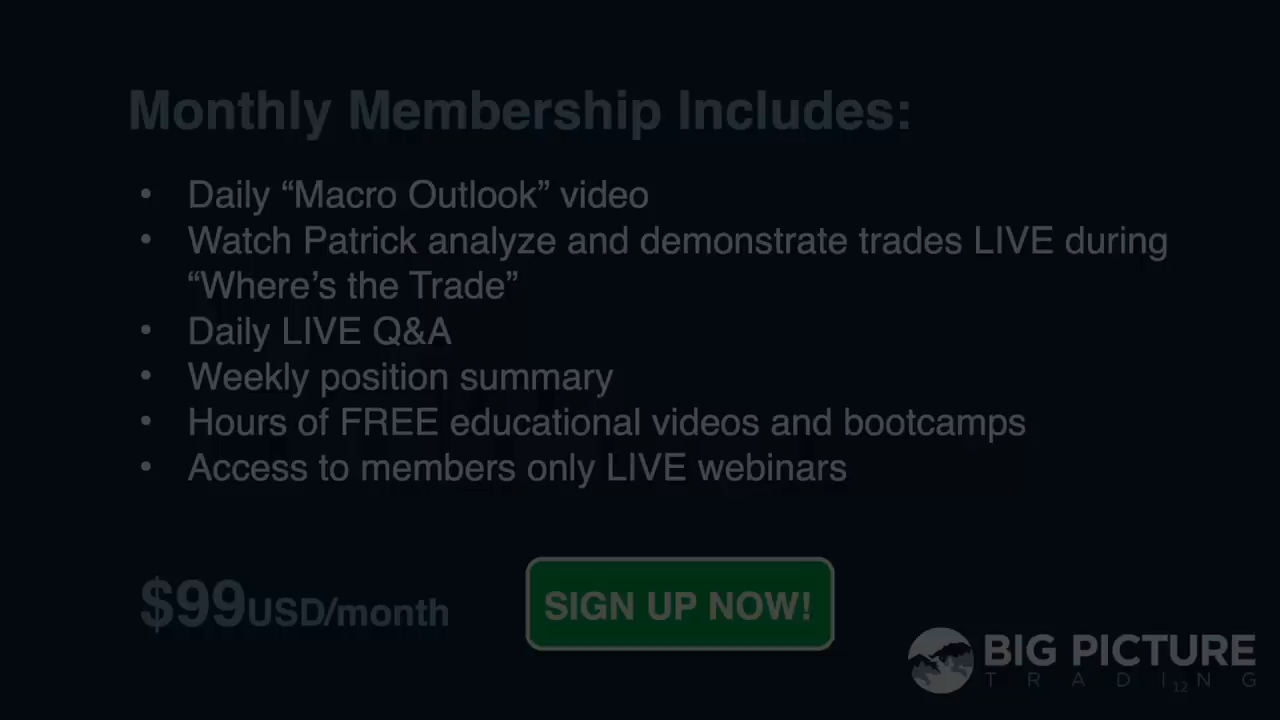 Monthly Membership Includes:
• Daily “Macro Outlook” video
• Watch Patrick analyze and demonstrate trades LIVE during
“Where’s the Trade”
• Daily LIVE Q&A
• Weekly position summary
• Hours of FREE educational videos and bootcamps
• Access to members only LIVE webinars
$99USD/month
SIGN UP NOW!
BIG PICTURE
TRADING
12